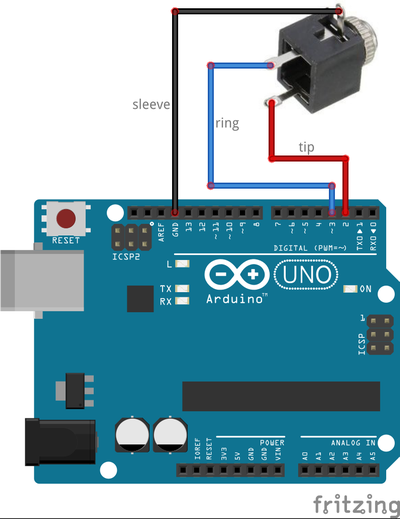 sleeve
ring
tip
RESET
ICSP2
AREF
GND
13
12
~11
~10
~9
8
7
~6
~5
4
~3
2
TXD ▶ 1
RXD ◀ 0
DIGITAL (PWM=~)
L
TX
RX
UNO
Arduino™
ON
1
ICSP
IOREF
RESET
3V3
5V
GND
GND
VIN
POWER
A0
A1
A2
A3
A4
A5
ANALOG IN
fritzing